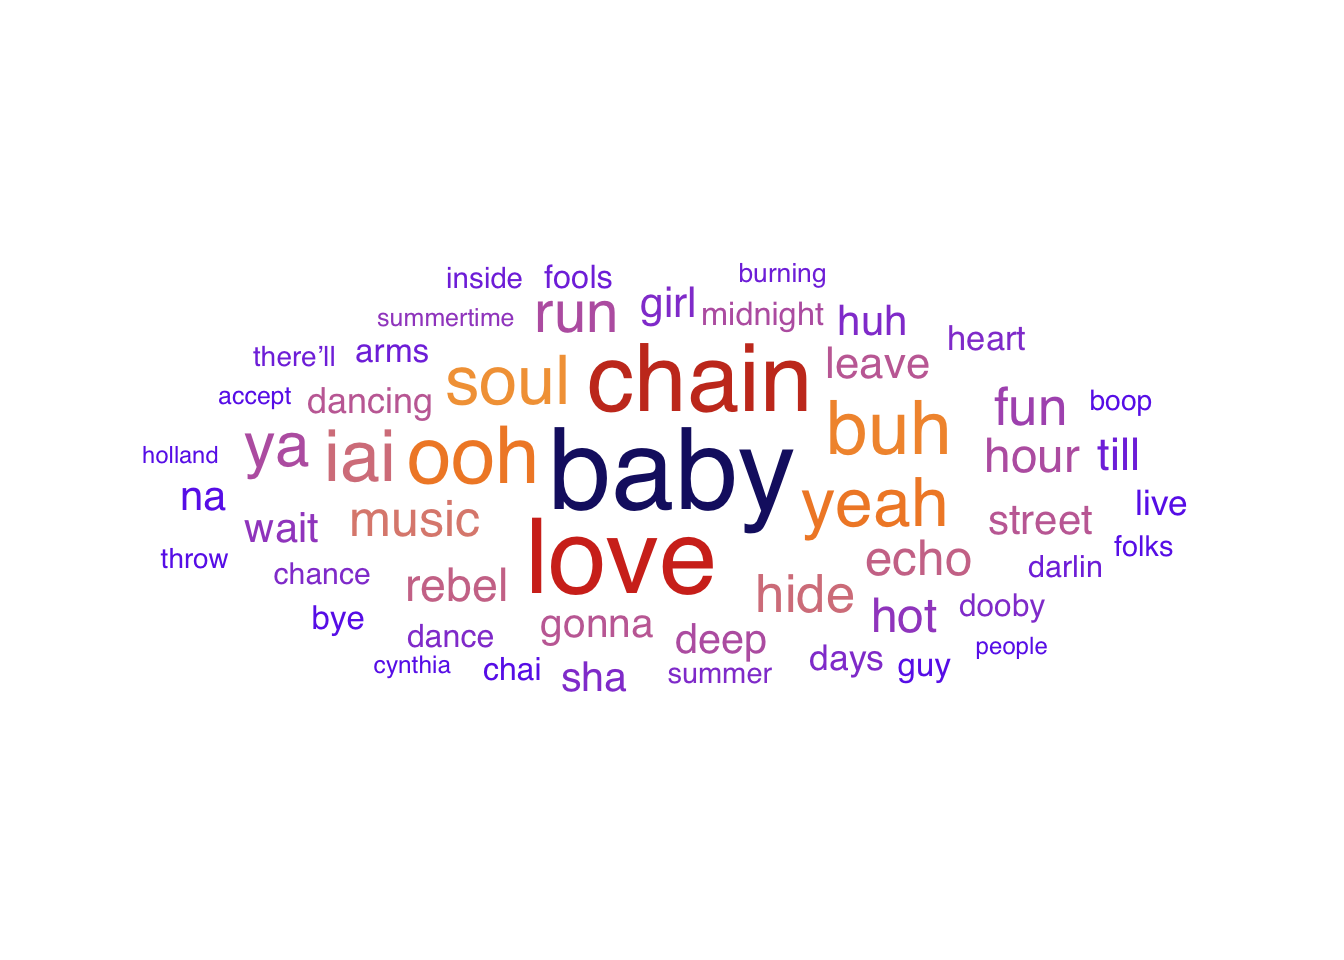 inside fools burning
summertime run girl midnight huh heart
there’ll arms soul chain leave
accept dancing buh fun boop
holland ya iai ooh baby hour till
na wait music yeah street live
throw chance rebel love hide echo darlin folks
bye dance gonna deep hot dooby
cynthia chai sha summer days guy people